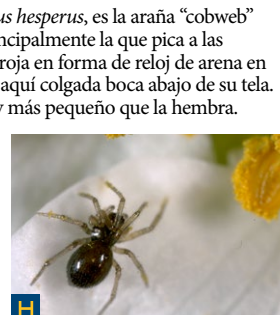 us hesperus, es la araña “cobweb”
ncipalmente la que pica a las
roja en forma de reloj de arena en
aquí colgada boca abajo de su tela.
y más pequeño que la hembra.
H